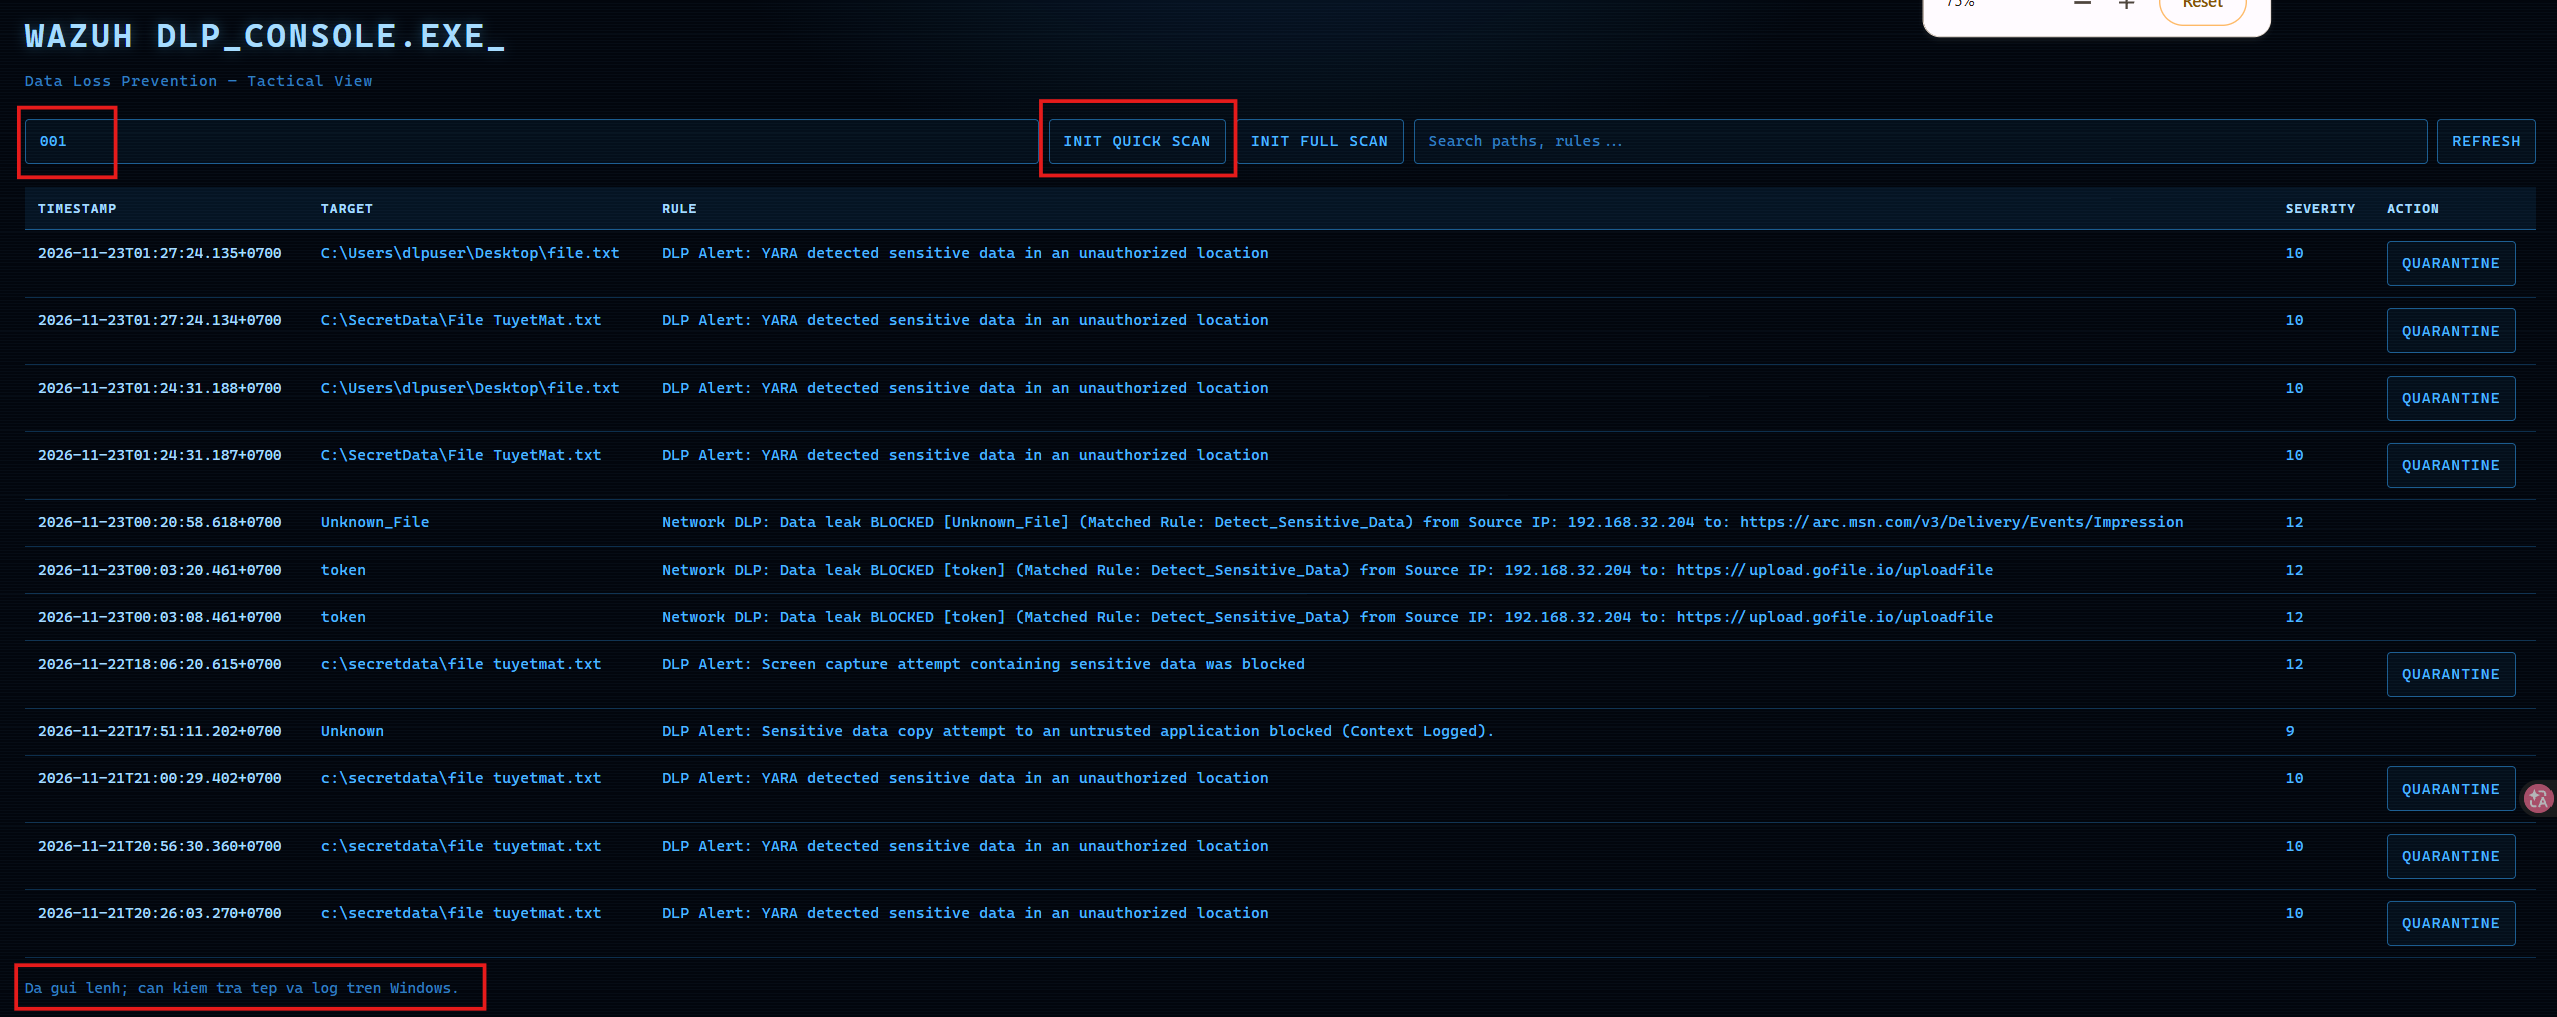 75% − + Reset
WAZUH DLP_CONSOLE.EXE_
Data Loss Prevention — Tactical View
001 INIT QUICK SCAN INIT FULL SCAN Search paths, rules... REFRESH
TIMESTAMP TARGET RULE SEVERITY ACTION
2026-11-23T01:27:24.135+0700 C:\Users\dlpuser\Desktop\file.txt DLP Alert: YARA detected sensitive data in an unauthorized location 10 QUARANTINE
2026-11-23T01:27:24.134+0700 C:\SecretData\File TuyetMat.txt DLP Alert: YARA detected sensitive data in an unauthorized location 10 QUARANTINE
2026-11-23T01:24:31.188+0700 C:\Users\dlpuser\Desktop\file.txt DLP Alert: YARA detected sensitive data in an unauthorized location 10 QUARANTINE
2026-11-23T01:24:31.187+0700 C:\SecretData\File TuyetMat.txt DLP Alert: YARA detected sensitive data in an unauthorized location 10 QUARANTINE
2026-11-23T00:20:58.618+0700 Unknown_File Network DLP: Data leak BLOCKED [Unknown_File] (Matched Rule: Detect_Sensitive_Data) from Source IP: 192.168.32.204 to: https://arc.msn.com/v3/Delivery/Events/Impression 12
2026-11-23T00:03:20.461+0700 token Network DLP: Data leak BLOCKED [token] (Matched Rule: Detect_Sensitive_Data) from Source IP: 192.168.32.204 to: https://upload.gofile.io/uploadfile 12
2026-11-23T00:03:08.461+0700 token Network DLP: Data leak BLOCKED [token] (Matched Rule: Detect_Sensitive_Data) from Source IP: 192.168.32.204 to: https://upload.gofile.io/uploadfile 12
2026-11-22T18:06:20.615+0700 c:\secretdata\file tuyetmat.txt DLP Alert: Screen capture attempt containing sensitive data was blocked 12 QUARANTINE
2026-11-22T17:51:11.202+0700 Unknown DLP Alert: Sensitive data copy attempt to an untrusted application blocked (Context Logged). 9
2026-11-21T21:00:29.402+0700 c:\secretdata\file tuyetmat.txt DLP Alert: YARA detected sensitive data in an unauthorized location 10 QUARANTINE
2026-11-21T20:56:30.360+0700 c:\secretdata\file tuyetmat.txt DLP Alert: YARA detected sensitive data in an unauthorized location 10 QUARANTINE
2026-11-21T20:26:03.270+0700 c:\secretdata\file tuyetmat.txt DLP Alert: YARA detected sensitive data in an unauthorized location 10 QUARANTINE
Da gui lenh; can kiem tra tep va log tren Windows.